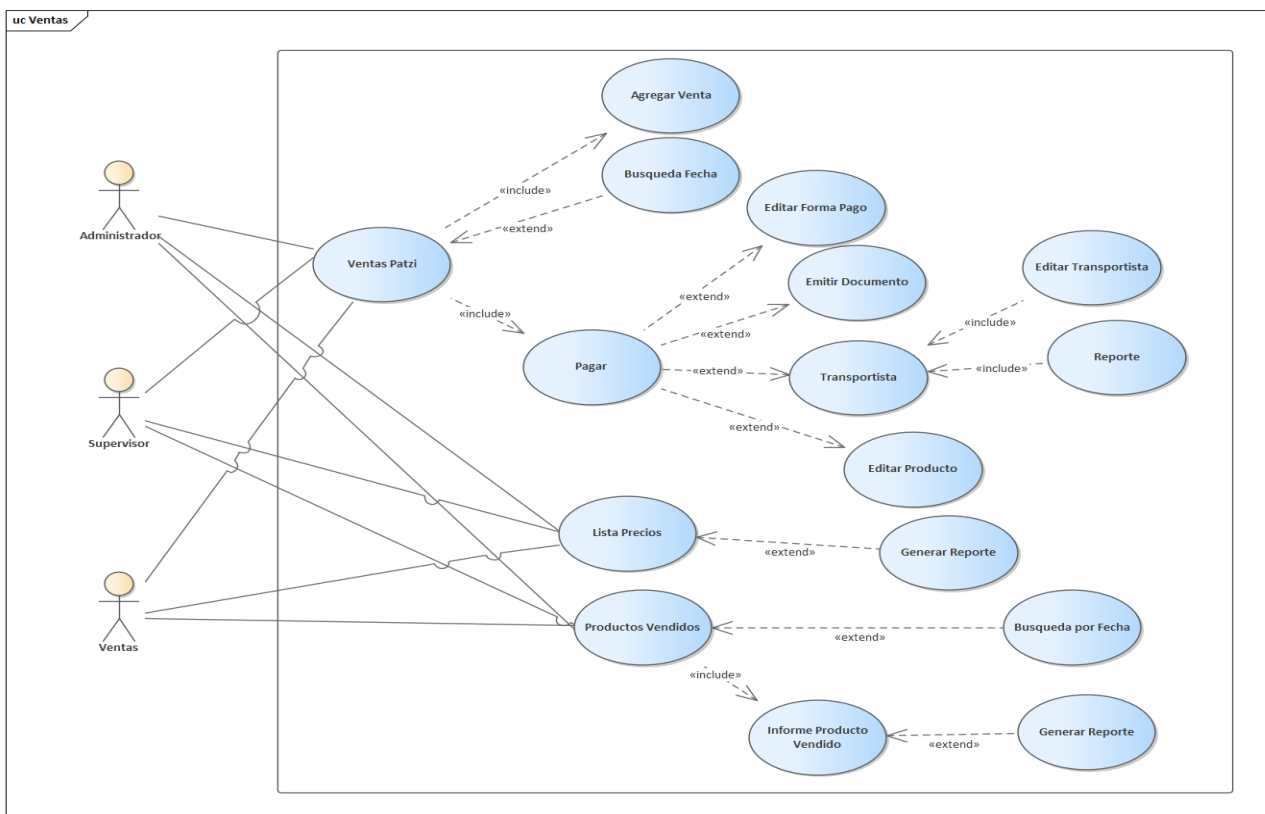 uc Ventas
Agregar Venta
Busqueda Fecha
«include»
«extend»
Editar Forma Pago
Administrador
Ventas Patzi
Emitir Documento
Editar Transportista
«include»
«extend»
«extend»
«include»
Pagar
«extend»
Transportista
«include»
Reporte
Supervisor
«extend»
Editar Producto
Lista Precios
«extend»
Generar Reporte
Ventas
Productos Vendidos
«extend»
Busqueda por Fecha
«include»
Informe Producto
Vendido
«extend»
Generar Reporte